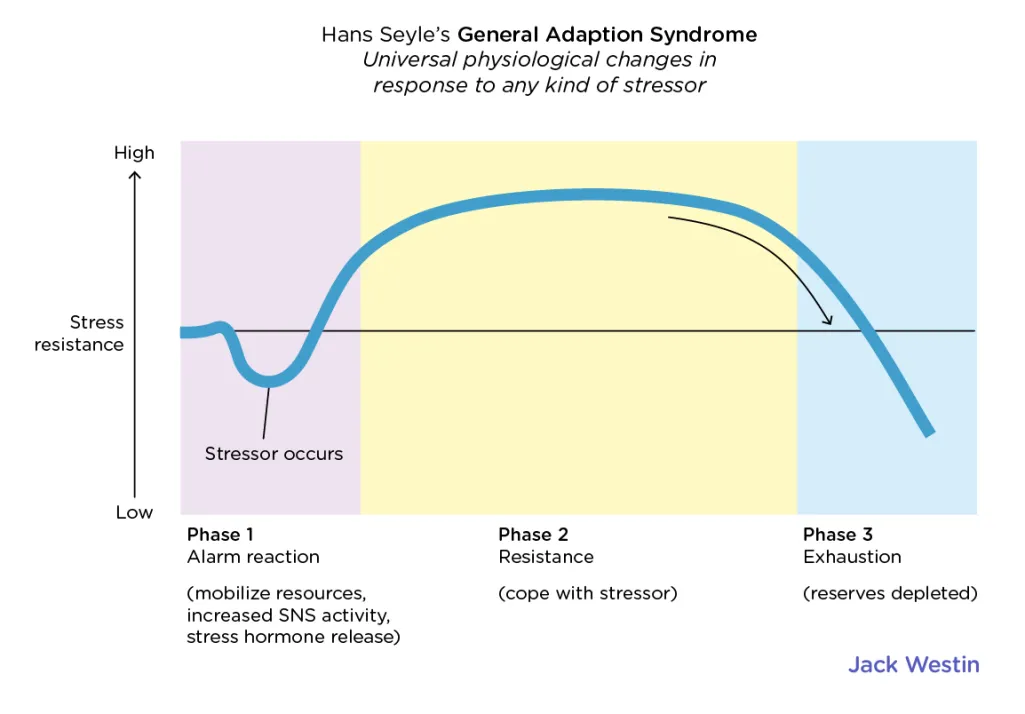 Hans Seyle's General Adaption Syndrome
Universal physiological changes in
response to any kind of stressor
High
Stress
resistance
Low
Stressor occurs
Phase 1
Alarm reaction
(mobilize resources,
increased SNS activity,
stress hormone release)
Phase 2
Resistance
(cope with stressor)
Phase 3
Exhaustion
(reserves depleted)
Jack Westin